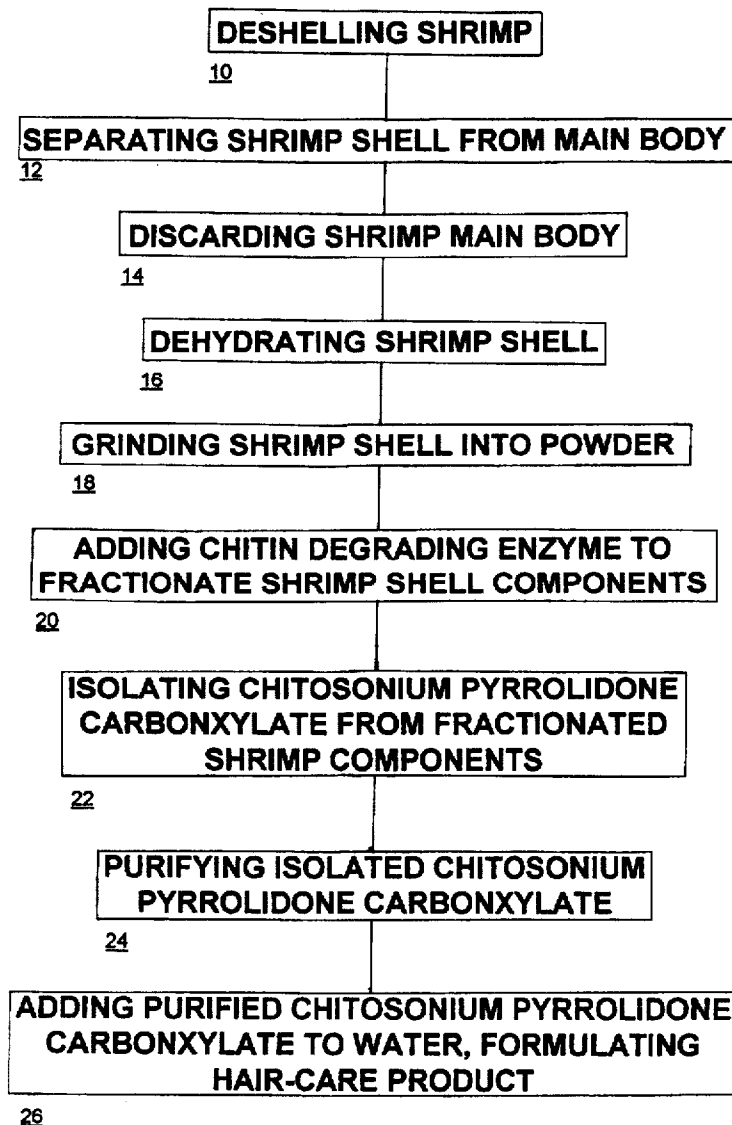 DESHELLING SHRIMP
10
SEPARATING SHRIMP SHELL FROM MAIN BODY
12
DISCARDING SHRIMP MAIN BODY
14
DEHYDRATING SHRIMP SHELL
16
GRINDING SHRIMP SHELL INTO POWDER
18
ADDING CHITIN DEGRADING ENZYME TO
FRACTIONATE SHRIMP SHELL COMPONENTS
20
ISOLATING CHITOSONIUM PYRROLIDONE
CARBONXYLATE FROM FRACTIONATED
SHRIMP COMPONENTS
22
PURIFYING ISOLATED CHITOSONIUM
PYRROLIDONE CARBONXYLATE
24
ADDING PURIFIED CHITOSONIUM PYRROLIDONE
CARBONXYLATE TO WATER, FORMULATING
HAIR-CARE PRODUCT
26